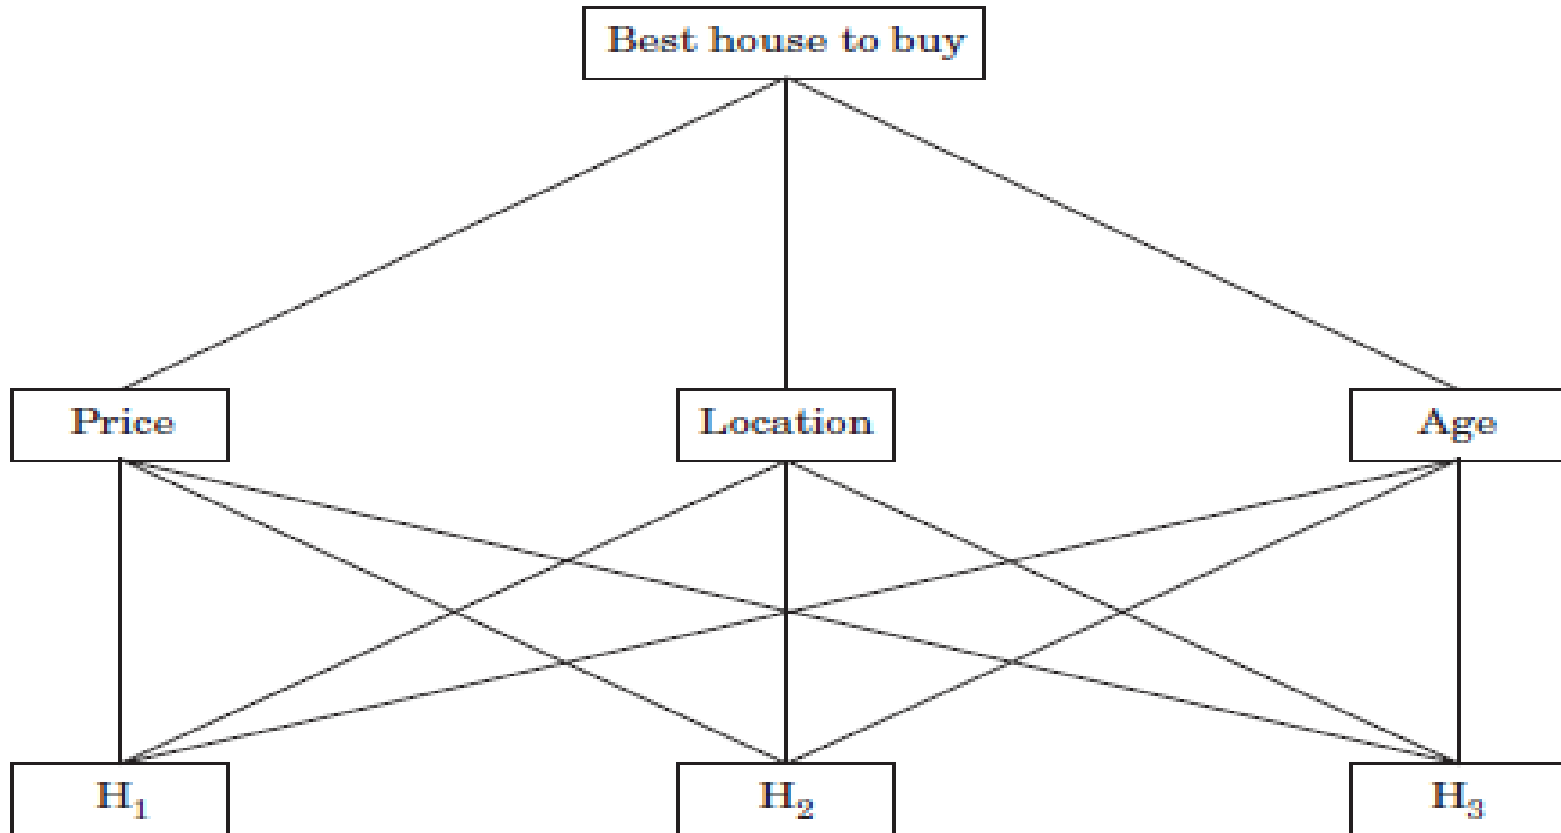 Best house to buy
Price
Location
Age
H₁
H₂
H₃